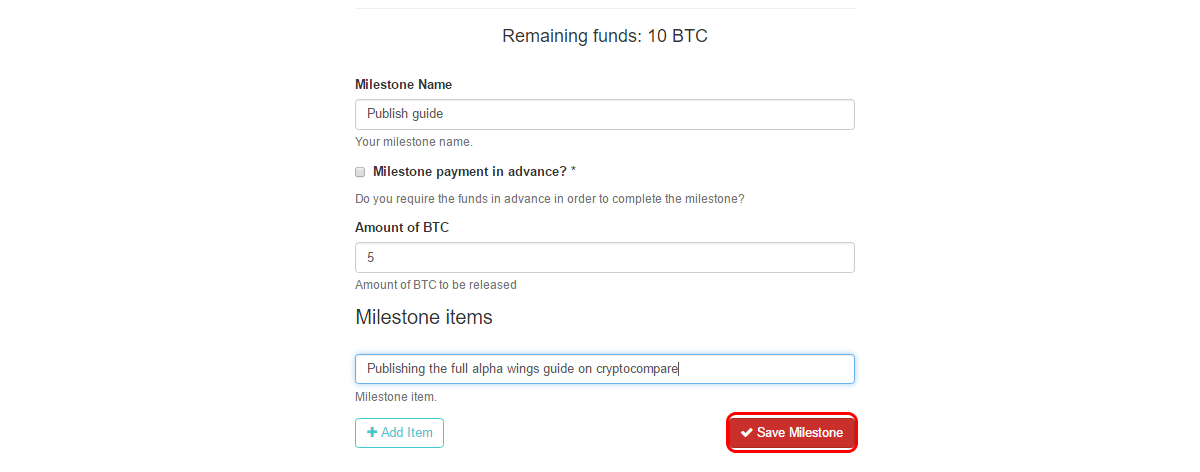 Remaining funds: 10 BTC
Milestone Name
Publish guide
Your milestone name.
Milestone payment in advance? *
Do you require the funds in advance in order to complete the milestone?
Amount of BTC
5
Amount of BTC to be released
Milestone items
Publishing the full alpha wings guide on cryptocompare
Milestone item.
+ Add Item
✔ Save Milestone